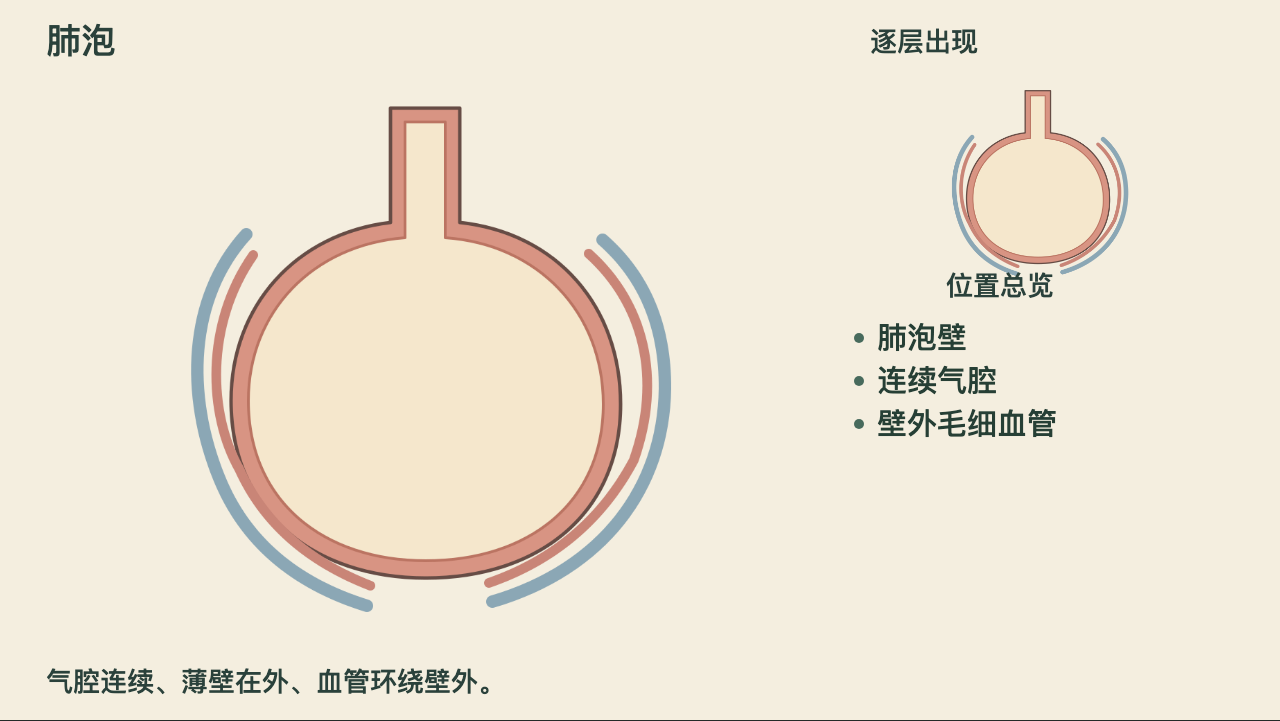 肺泡
逐层出现
位置总览
肺泡壁
连续气腔
壁外毛细血管
气腔连续、薄壁在外、血管环绕壁外。